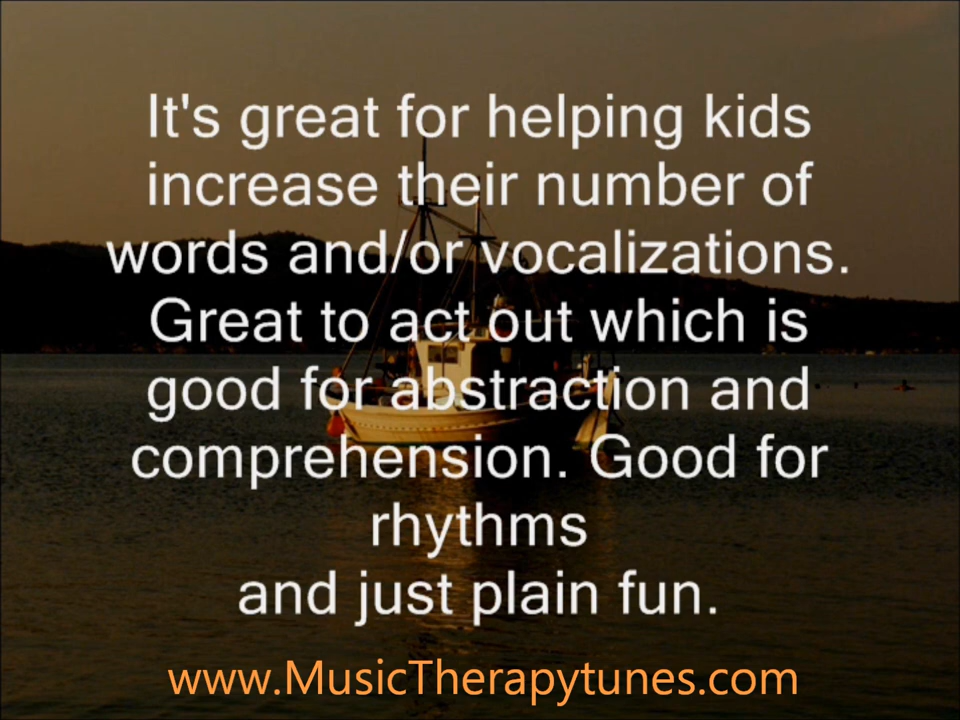 It's great for helping kids
increase their number of
words and/or vocalizations.
Great to act out which is
good for abstraction and
comprehension. Good for
rhythms
and just plain fun.
www.MusicTherapytunes.com